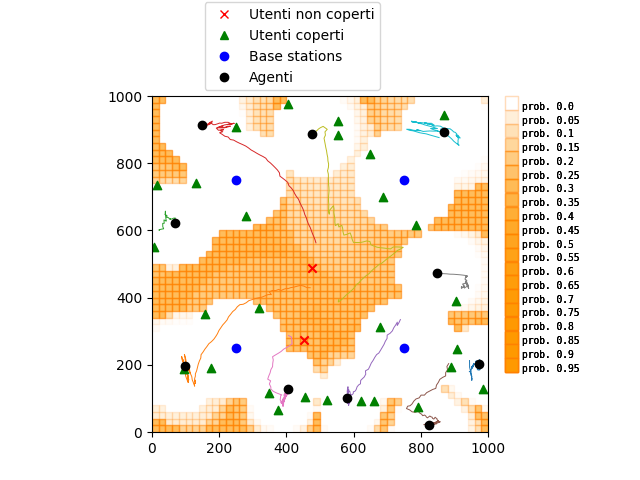 Utenti non coperti
Utenti coperti
Base stations
Agenti
1000
800
600
400
200
0
0
200
400
600
800
1000
prob. 0.0
prob. 0.05
prob. 0.1
prob. 0.15
prob. 0.2
prob. 0.25
prob. 0.3
prob. 0.35
prob. 0.4
prob. 0.45
prob. 0.5
prob. 0.55
prob. 0.6
prob. 0.65
prob. 0.7
prob. 0.75
prob. 0.8
prob. 0.85
prob. 0.9
prob. 0.95